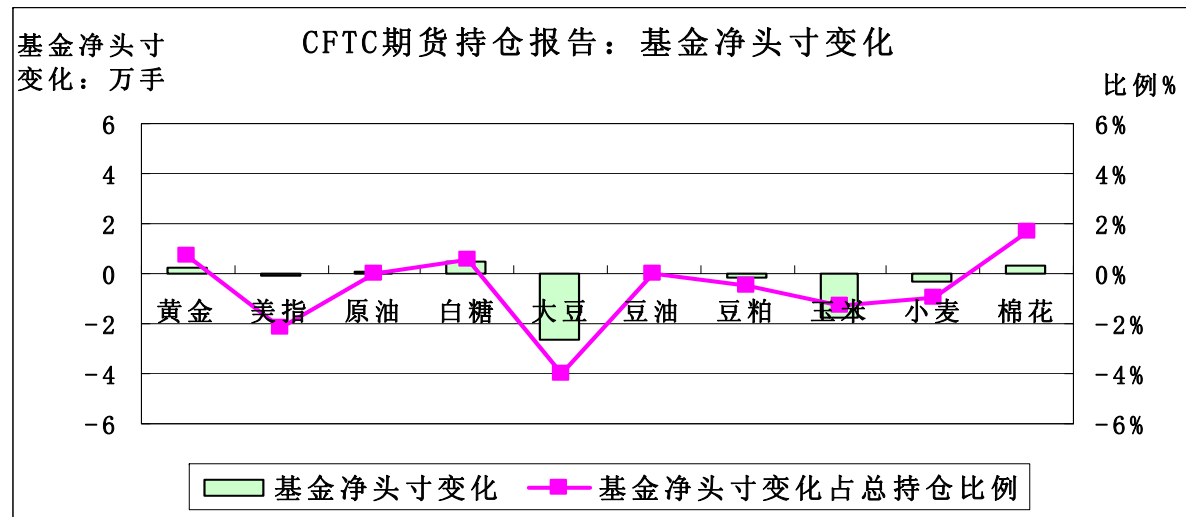 CFTC期货持仓报告: 基金净头寸变化
基金净头寸
变化: 万手
比例%
6 6%
4 4%
2 2%
0 0%
黄金 美指 原油 白糖 大豆 豆油 豆粕 玉米 小麦 棉花
-2 -2%
-4 -4%
-6 -6%
基金净头寸变化 基金净头寸变化占总持仓比例